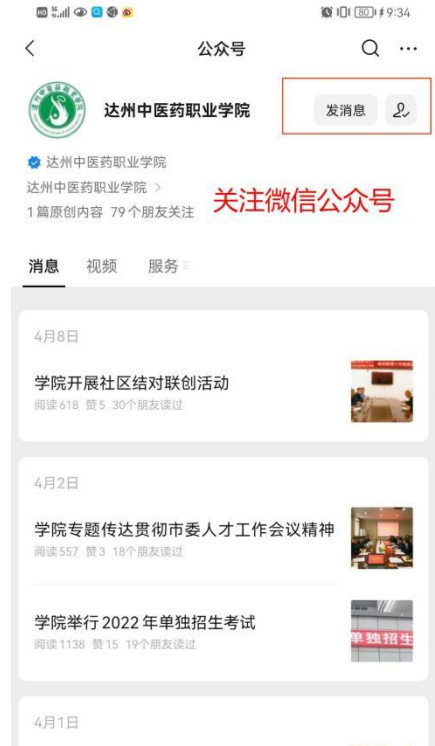 9:34
公众号
达州中医药职业学院
发消息
达州中医药职业学院
达州中医药职业学院 >
1篇原创内容 79个朋友关注
关注微信公众号
消息 视频 服务
4月8日
学院开展社区结对联创活动
阅读618 赞5 30个朋友读过
4月2日
学院专题传达贯彻市委人才工作会议精神
阅读557 赞3 18个朋友读过
学院举行2022年单独招生考试
阅读1138 赞15 19个朋友读过
单独招生
4月1日